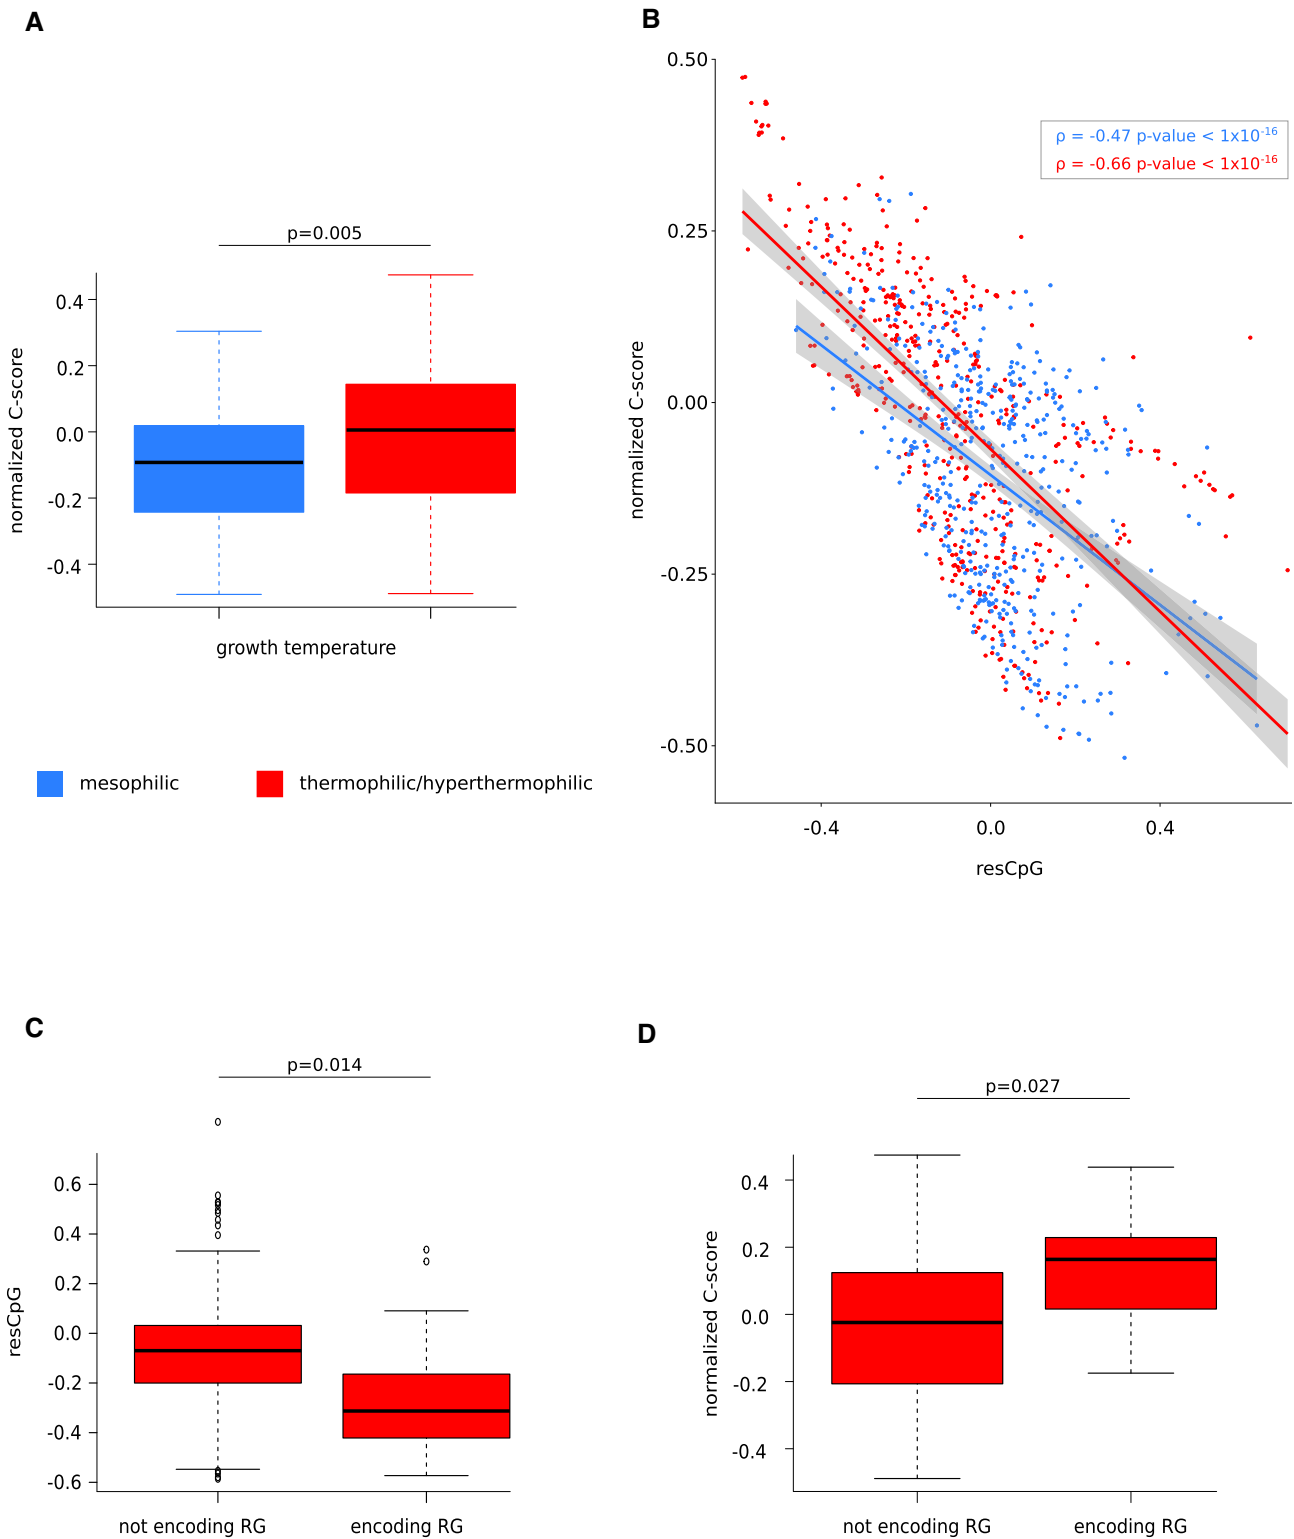 A
p=0.005
normalized C-score
0.4
0.2
0.0
-0.2
-0.4
growth temperature
mesophilic
thermophilic/hyperthermophilic
B
0.50
0.25
0.00
-0.25
-0.50
normalized C-score
ρ = -0.47 p-value < 1x10⁻¹⁶
ρ = -0.66 p-value < 1x10⁻¹⁶
-0.4 0.0 0.4
resCpG
C
p=0.014
resCpG
0.6
0.4
0.2
0.0
-0.2
-0.4
-0.6
not encoding RG encoding RG
D
p=0.027
normalized C-score
0.4
0.2
0.0
-0.2
-0.4
not encoding RG encoding RG